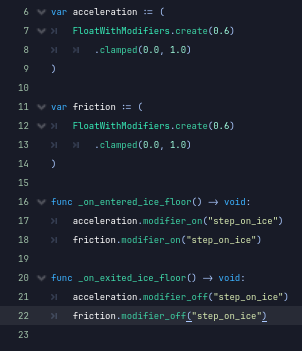 6 var acceleration := (
7 FloatWithModifiers.create(0.6)
8 .clamped(0.0, 1.0)
9 )
10
11 var friction := (
12 FloatWithModifiers.create(0.6)
13 .clamped(0.0, 1.0)
14 )
15
16 func _on_entered_ice_floor() -> void:
17 acceleration.modifier_on("step_on_ice")
18 friction.modifier_on("step_on_ice")
19
20 func _on_exited_ice_floor() -> void:
21 acceleration.modifier_off("step_on_ice")
22 friction.modifier_off("step_on_ice")
23